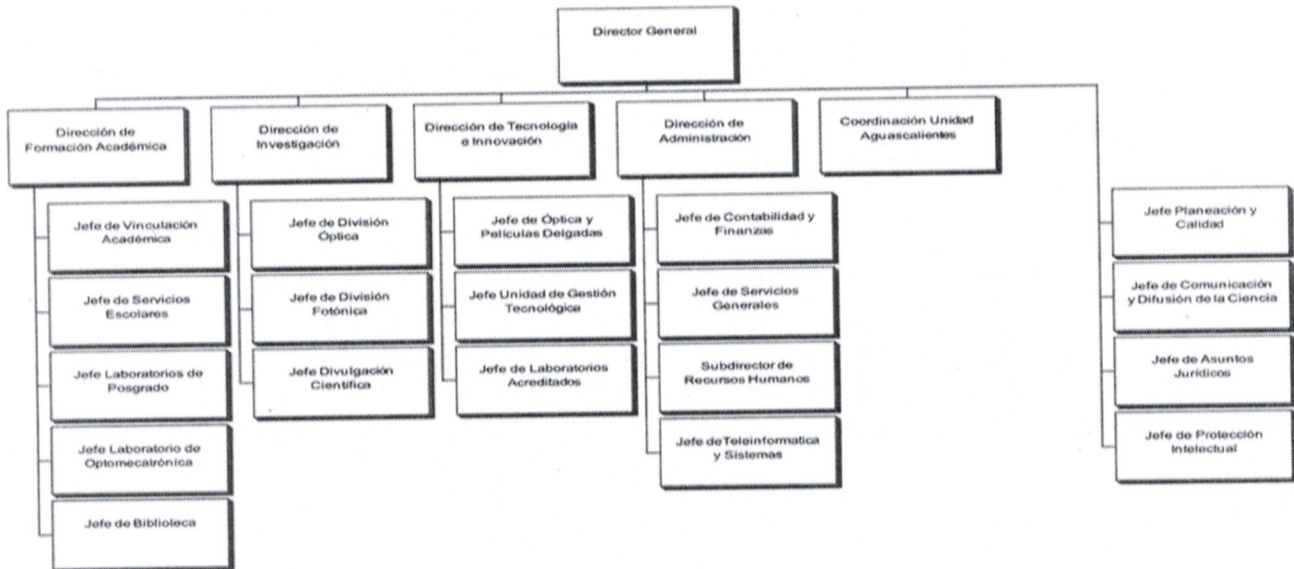 Director General
Dirección de
Formación Académica
Dirección de
Investigación
Dirección de Tecnología
e Innovación
Dirección de
Administración
Coordinación Unidad
Aguascalientes
Jefe de Vinculación
Académica
Jefe de Servicios
Escolares
Jefe Laboratorios de
Posgrado
Jefe Laboratorio de
Optomecatrónica
Jefe de Biblioteca
Jefe de División
Óptica
Jefe de División
Fotónica
Jefe Divulgación
Científica
Jefe de Óptica y
Películas Delgadas
Jefe Unidad de Gestión
Tecnológica
Jefe de Laboratorios
Acreditados
Jefe de Contabilidad y
Finanzas
Jefe de Servicios
Generales
Subdirector de
Recursos Humanos
Jefe deTeleinformatica
y Sistemas
Jefe Planeación y
Calidad
Jefe de Comunicación
y Difusión de la Ciencia
Jefe de Asuntos
Jurídicos
Jefe de Protección
Intelectual